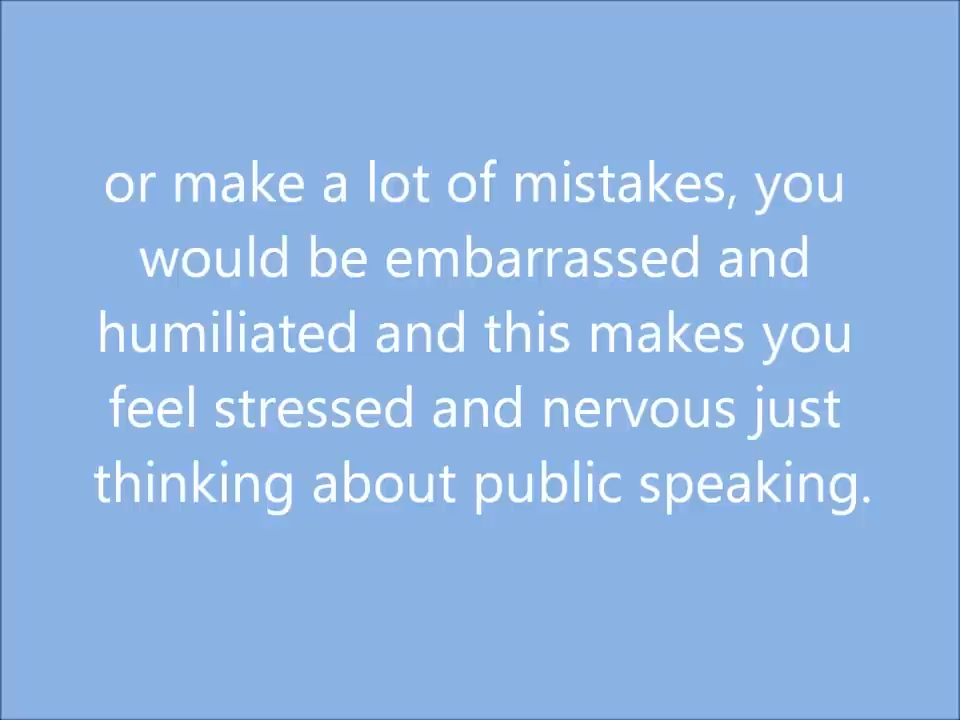 or make a lot of mistakes, you
would be embarrassed and
humiliated and this makes you
feel stressed and nervous just
thinking about public speaking.